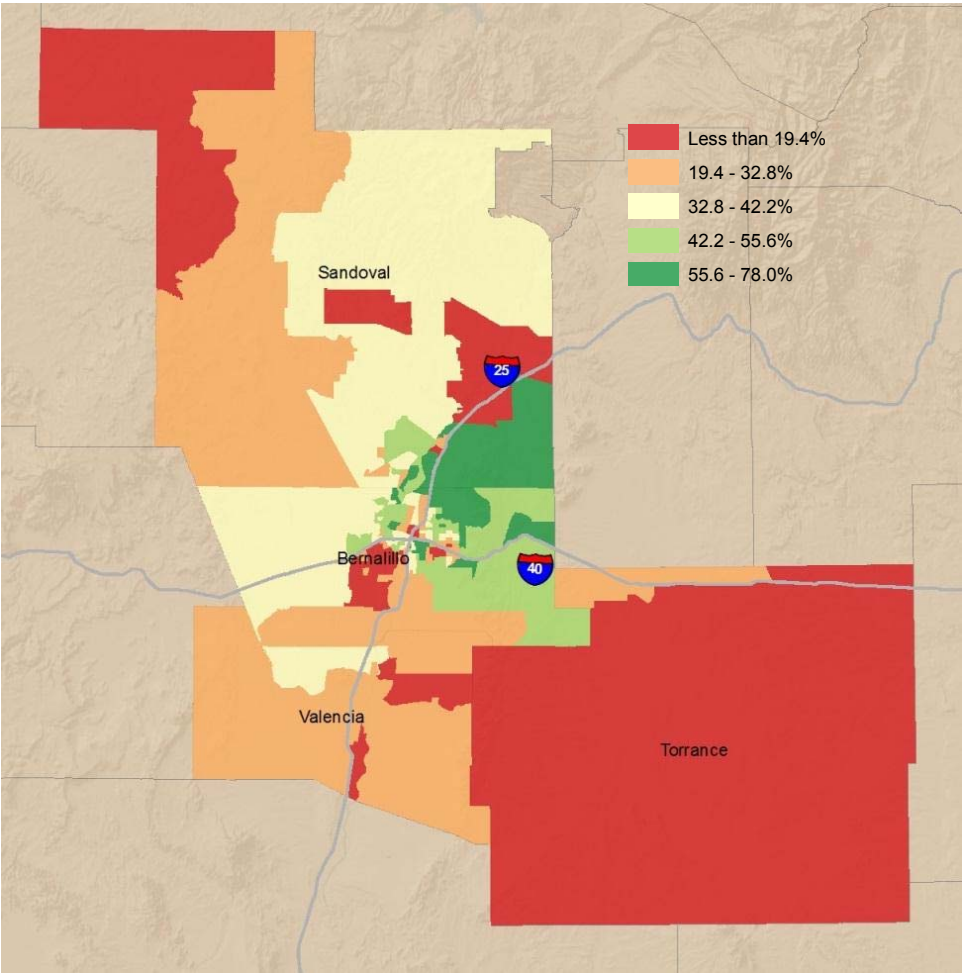 Less than 19.4%
19.4 - 32.8%
32.8 - 42.2%
42.2 - 55.6%
55.6 - 78.0%
Sandoval
25
Bernalillo
40
Valencia
Torrance